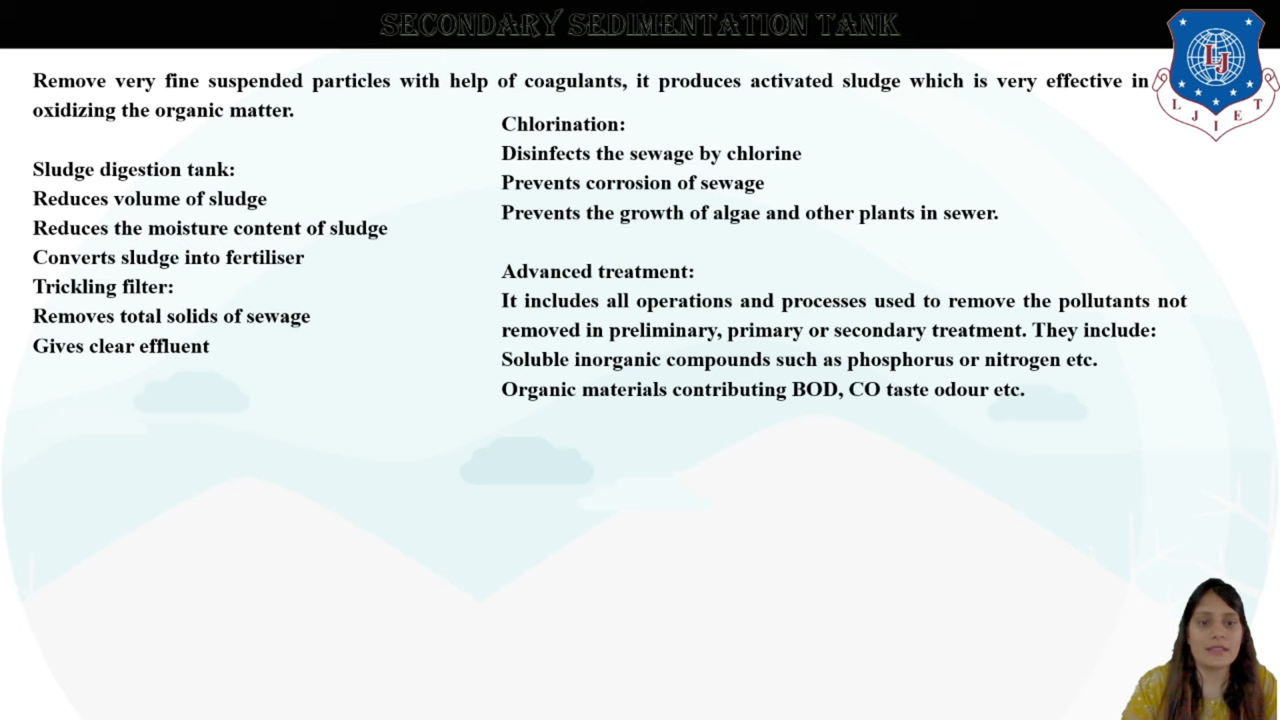 SECONDARY SEDIMENTATION TANK
Remove very fine suspended particles with help of coagulants, it produces activated sludge which is very effective in
oxidizing the organic matter.
Sludge digestion tank:
Reduces volume of sludge
Reduces the moisture content of sludge
Converts sludge into fertiliser
Trickling filter:
Removes total solids of sewage
Gives clear effluent
Chlorination:
Disinfects the sewage by chlorine
Prevents corrosion of sewage
Prevents the growth of algae and other plants in sewer.
Advanced treatment:
It includes all operations and processes used to remove the pollutants not
removed in preliminary, primary or secondary treatment. They include:
Soluble inorganic compounds such as phosphorus or nitrogen etc.
Organic materials contributing BOD, CO taste odour etc.
LJ
LJIET